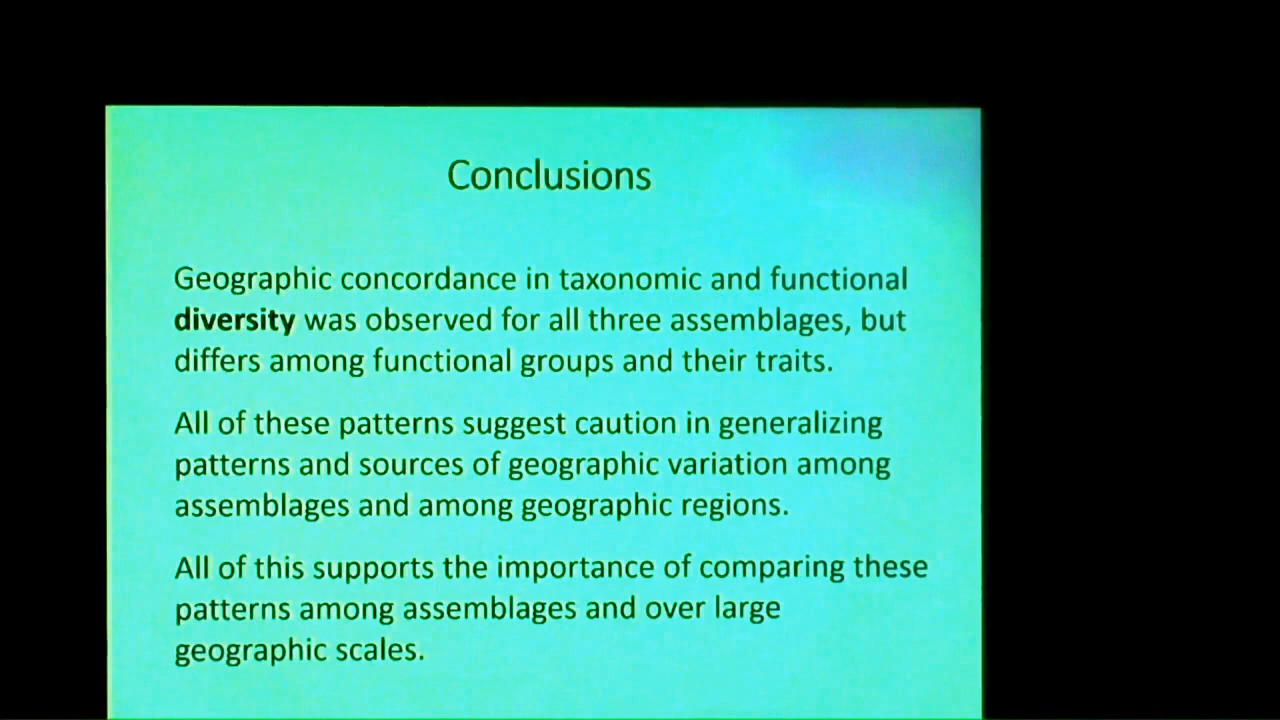 Conclusions
Geographic concordance in taxonomic and functional
diversity was observed for all three assemblages, but
differs among functional groups and their traits.
All of these patterns suggest caution in generalizing
patterns and sources of geographic variation among
assemblages and among geographic regions.
All of this supports the importance of comparing these
patterns among assemblages and over large
geographic scales.